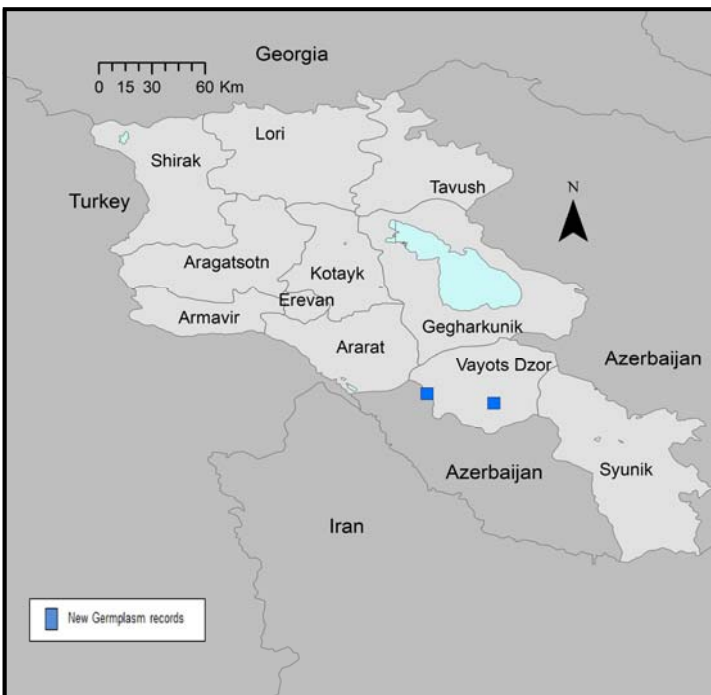 Georgia
0 15 30 60 Km
Lori
Shirak
Tavush
Turkey
N
Aragatsotn
Kotayk
Erevan
Armavir
Gegharkunik
Ararat
Vayots Dzor
Azerbaijan
Azerbaijan
Syunik
Iran
New Germplasm records